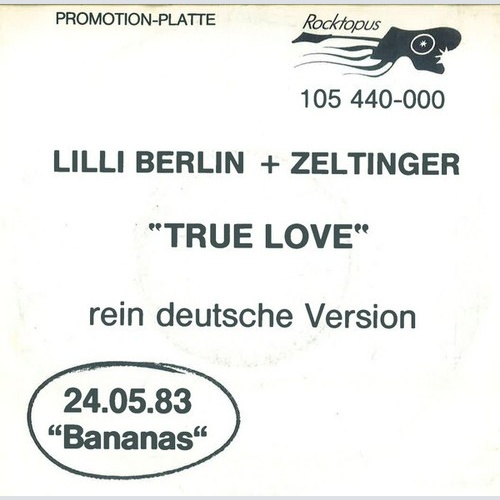 PROMOTION-PLATTE
Rocktopus
105 440-000
LILLI BERLIN + ZELTINGER
"TRUE LOVE"
rein deutsche Version
24.05.83
"Bananas"